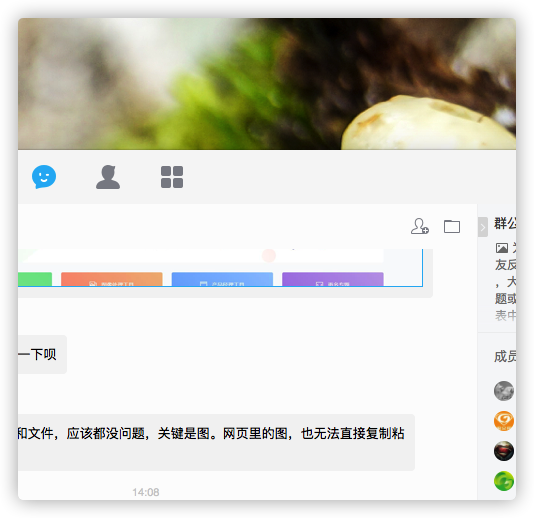 群公
友反
，大
题或
表中
一下呗
成员
和文件，应该都没问题，关键是图。网页里的图，也无法直接复制粘
14:08